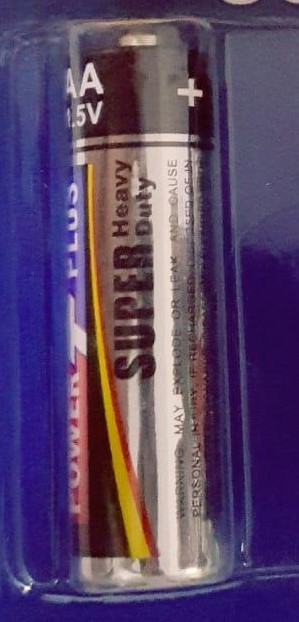 AA
1.5V
+
POWER PLUS
SUPER Heavy
Duty
WARNING MAY EXPLODE OR LEAK AND CAUSE
PERSONAL INJURY IF RECHARGED